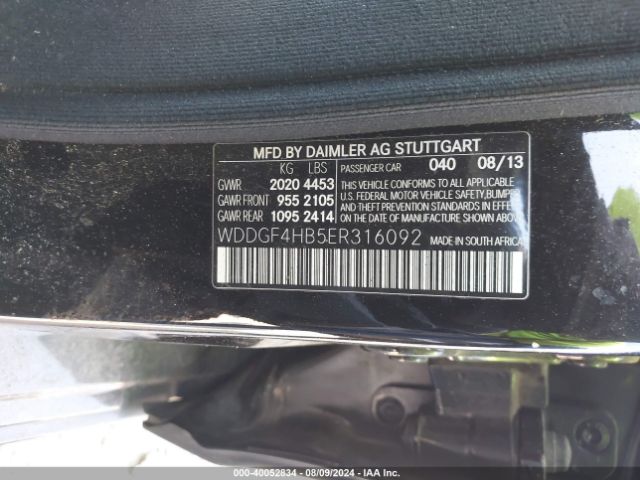 MFD BY DAIMLER AG STUTTGART
KG LBS PASSENGER CAR 040 08/13
GVWR 2020 4453 THIS VEHICLE CONFORMS TO ALL APPLICABLE
GAWR FRONT 955 2105 U.S. FEDERAL MOTOR VEHICLE SAFETY, BUMPER
GAWR REAR 1095 2414 AND THEFT PREVENTION STANDARDS IN EFFECT
ON THE DATE OF MANUFACTURE SHOWN ABOVE.
WDDGF4HB5ER316092 MADE IN SOUTH AFRICA
000-40052834 - 08/09/2024 - IAA Inc.